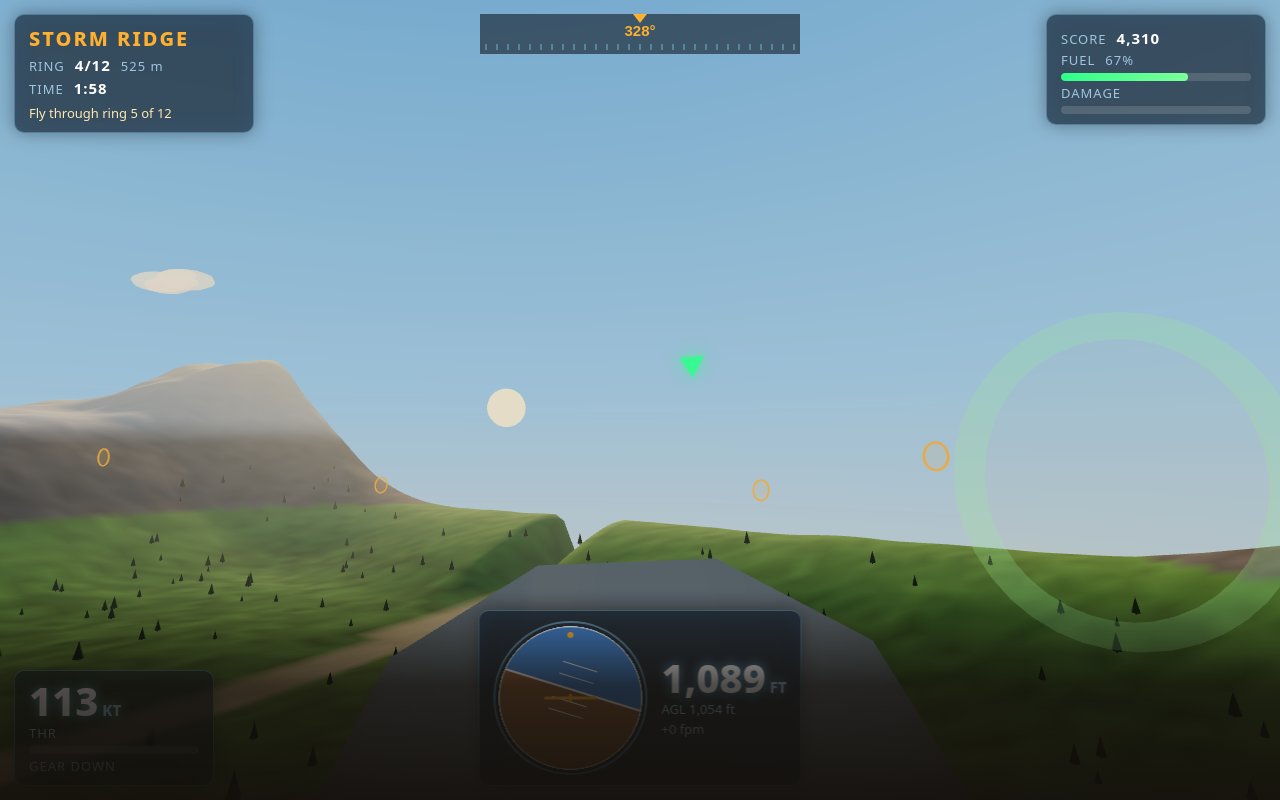 STORM RIDGE
RING 4/12 525 m
TIME 1:58
Fly through ring 5 of 12
328°
SCORE 4,310
FUEL 67%
DAMAGE
113 KT
THR
GEAR DOWN
1,089 FT
AGL 1,054 ft
+0 fpm